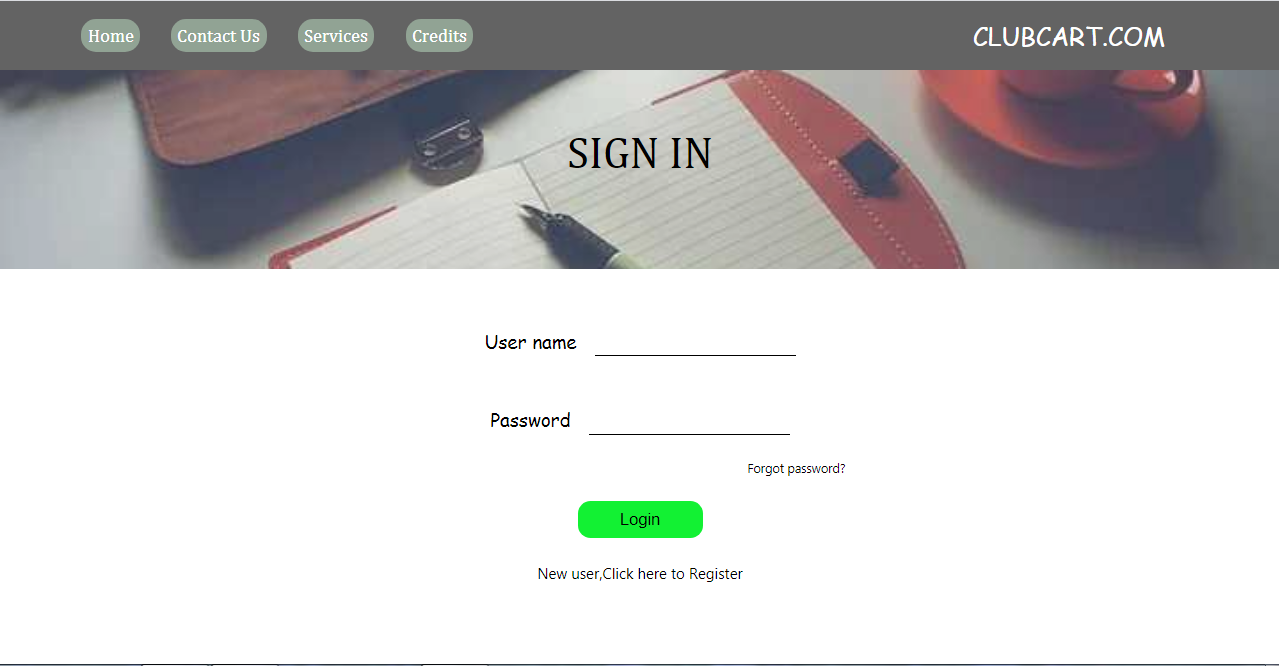 Home Contact Us Services Credits CLUBCART.COM
SIGN IN
User name
Password
Forgot password?
Login
New user,Click here to Register